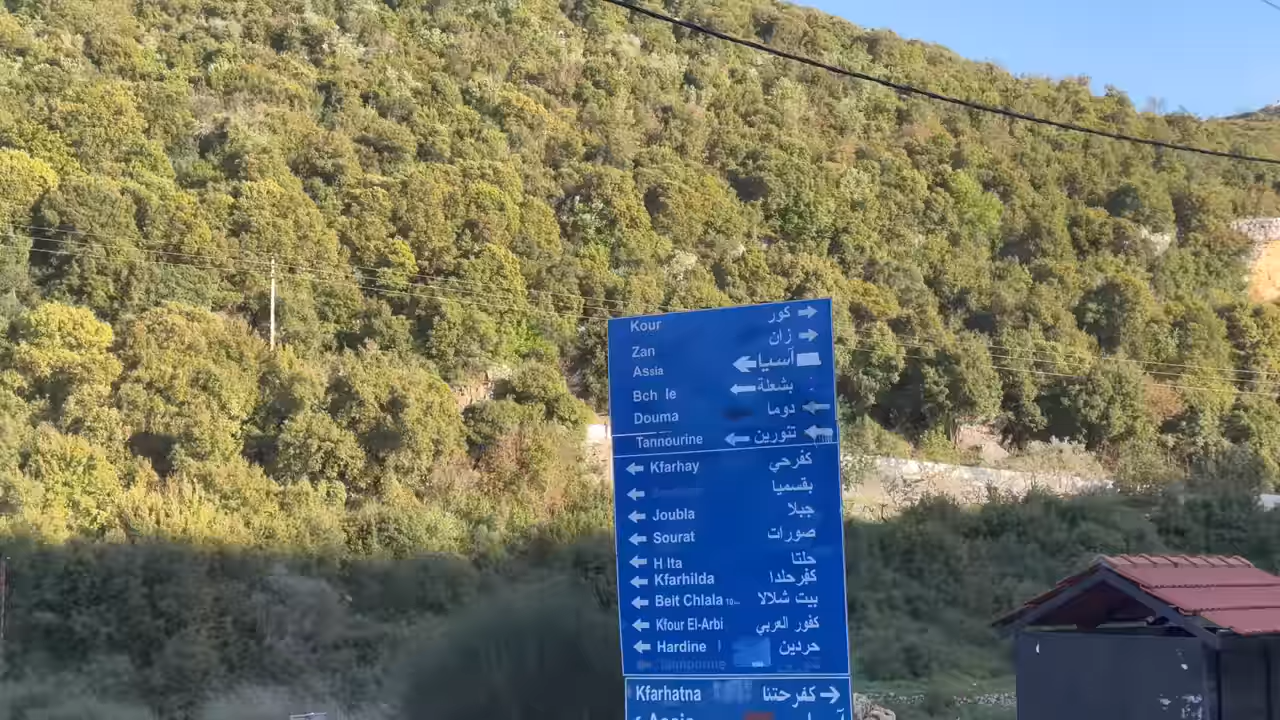 Kour كور
Zan زان
Assia آسيا
Bch le بشعلة
Douma دوما
Tannourine تنورين
Kfarhay كفرحي
بقسميا
Joubla جبلا
Sourat صورات
H lta حلتا
Kfarhilda كفرحلدا
Beit Chlala بيت شلالا
Kfour El-Arbi كفور العربي
Hardine حردين
Kfarhatna كفرحتنا